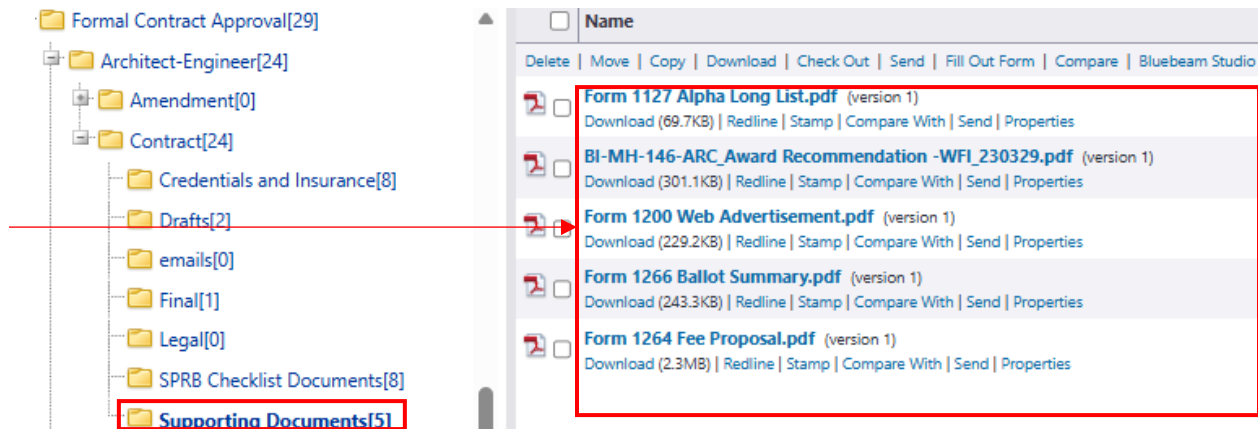 Formal Contract Approval[29]
Architect-Engineer[24]
Amendment[0]
Contract[24]
Credentials and Insurance[8]
Drafts[2]
emails[0]
Final[1]
Legal[0]
SPRB Checklist Documents[8]
Supporting Documents[5]
Name
Delete | Move | Copy | Download | Check Out | Send | Fill Out Form | Compare | Bluebeam Studio
Form 1127 Alpha Long List.pdf (version 1)
Download (69.7KB) | Redline | Stamp | Compare With | Send | Properties
BI-MH-146-ARC_Award Recommendation -WFI_230329.pdf (version 1)
Download (301.1KB) | Redline | Stamp | Compare With | Send | Properties
Form 1200 Web Advertisement.pdf (version 1)
Download (229.2KB) | Redline | Stamp | Compare With | Send | Properties
Form 1266 Ballot Summary.pdf (version 1)
Download (243.3KB) | Redline | Stamp | Compare With | Send | Properties
Form 1264 Fee Proposal.pdf (version 1)
Download (2.3MB) | Redline | Stamp | Compare With | Send | Properties